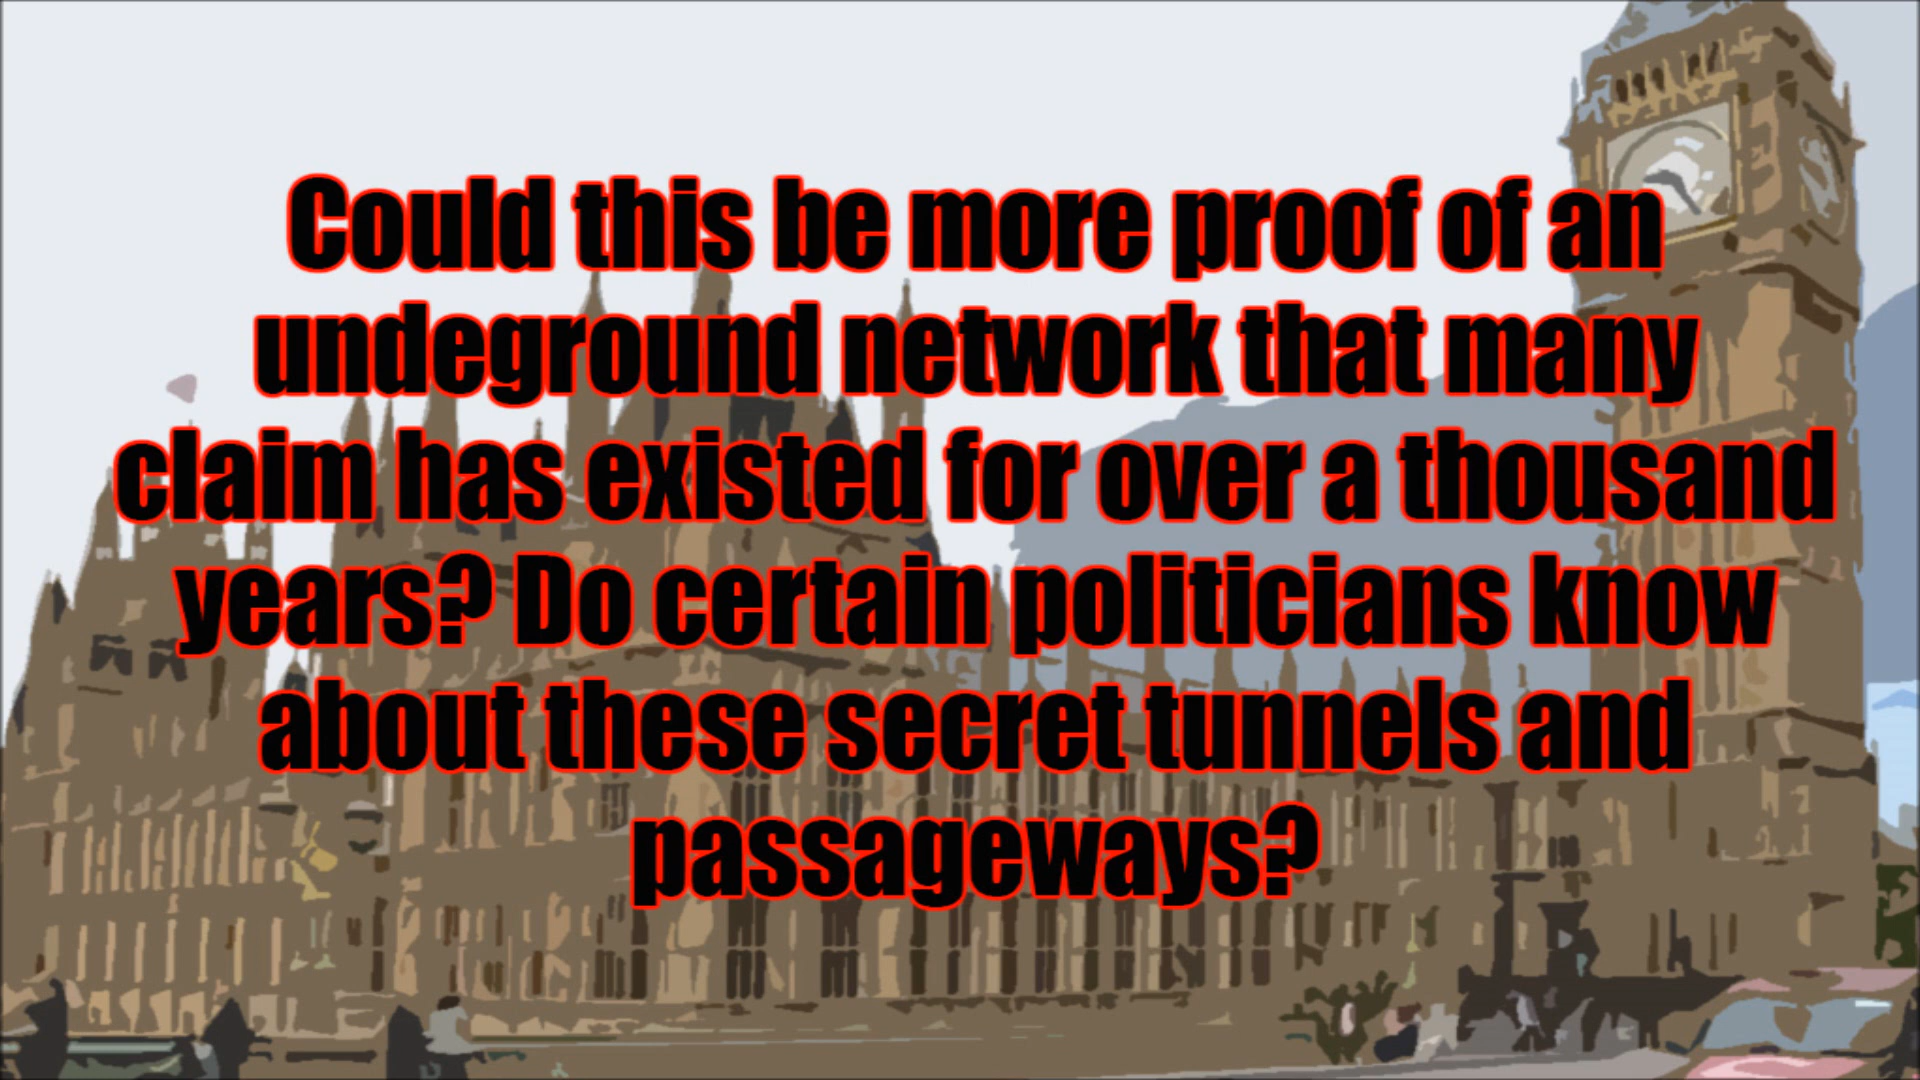 Could this be more proof of an
undeground network that many
claim has existed for over a thousand
years? Do certain politicians know
about these secret tunnels and
passageways?